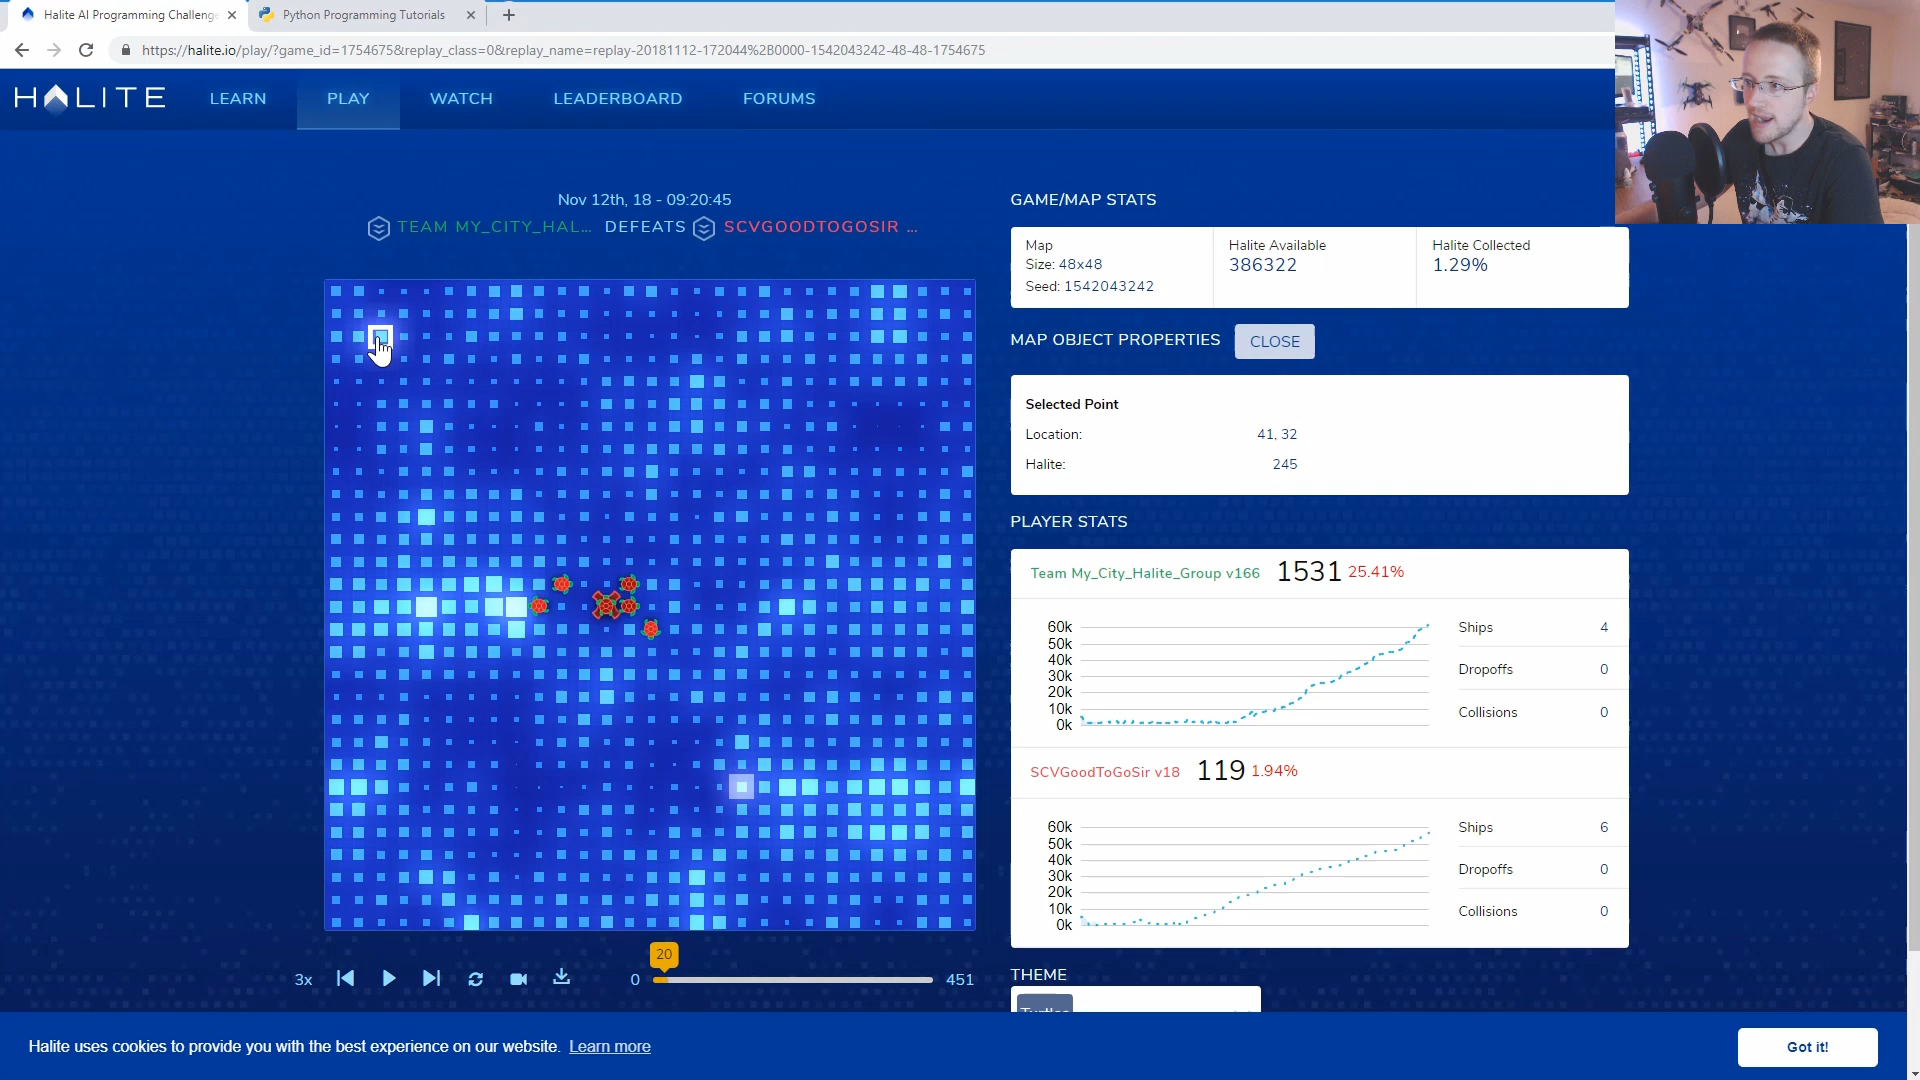 Halite AI Programming Challenge
Python Programming Tutorials
https://halite.io/play/?game_id=1754675&replay_class=0&replay_name=replay-20181112-172044%2B0000-1542043242-48-48-1754675
HALITE
LEARN
PLAY
WATCH
LEADERBOARD
FORUMS
Nov 12th, 18 - 09:20:45
TEAM MY_CITY_HAL... DEFEATS SCVGOODTOGOSIR ...
GAME/MAP STATS
Map
Size: 48x48
Seed: 1542043242
Halite Available
386322
Halite Collected
1.29%
MAP OBJECT PROPERTIES
CLOSE
Selected Point
Location: 41, 32
Halite: 245
PLAYER STATS
Team My_City_Halite_Group v166 1531 25.41%
60k
50k
40k
30k
20k
10k
0k
Ships 4
Dropoffs 0
Collisions 0
SCVGoodToGoSir v18 119 1.94%
60k
50k
40k
30k
20k
10k
0k
Ships 6
Dropoffs 0
Collisions 0
20
3x
0
451
THEME
Turtles
Halite uses cookies to provide you with the best experience on our website. Learn more
Got it!